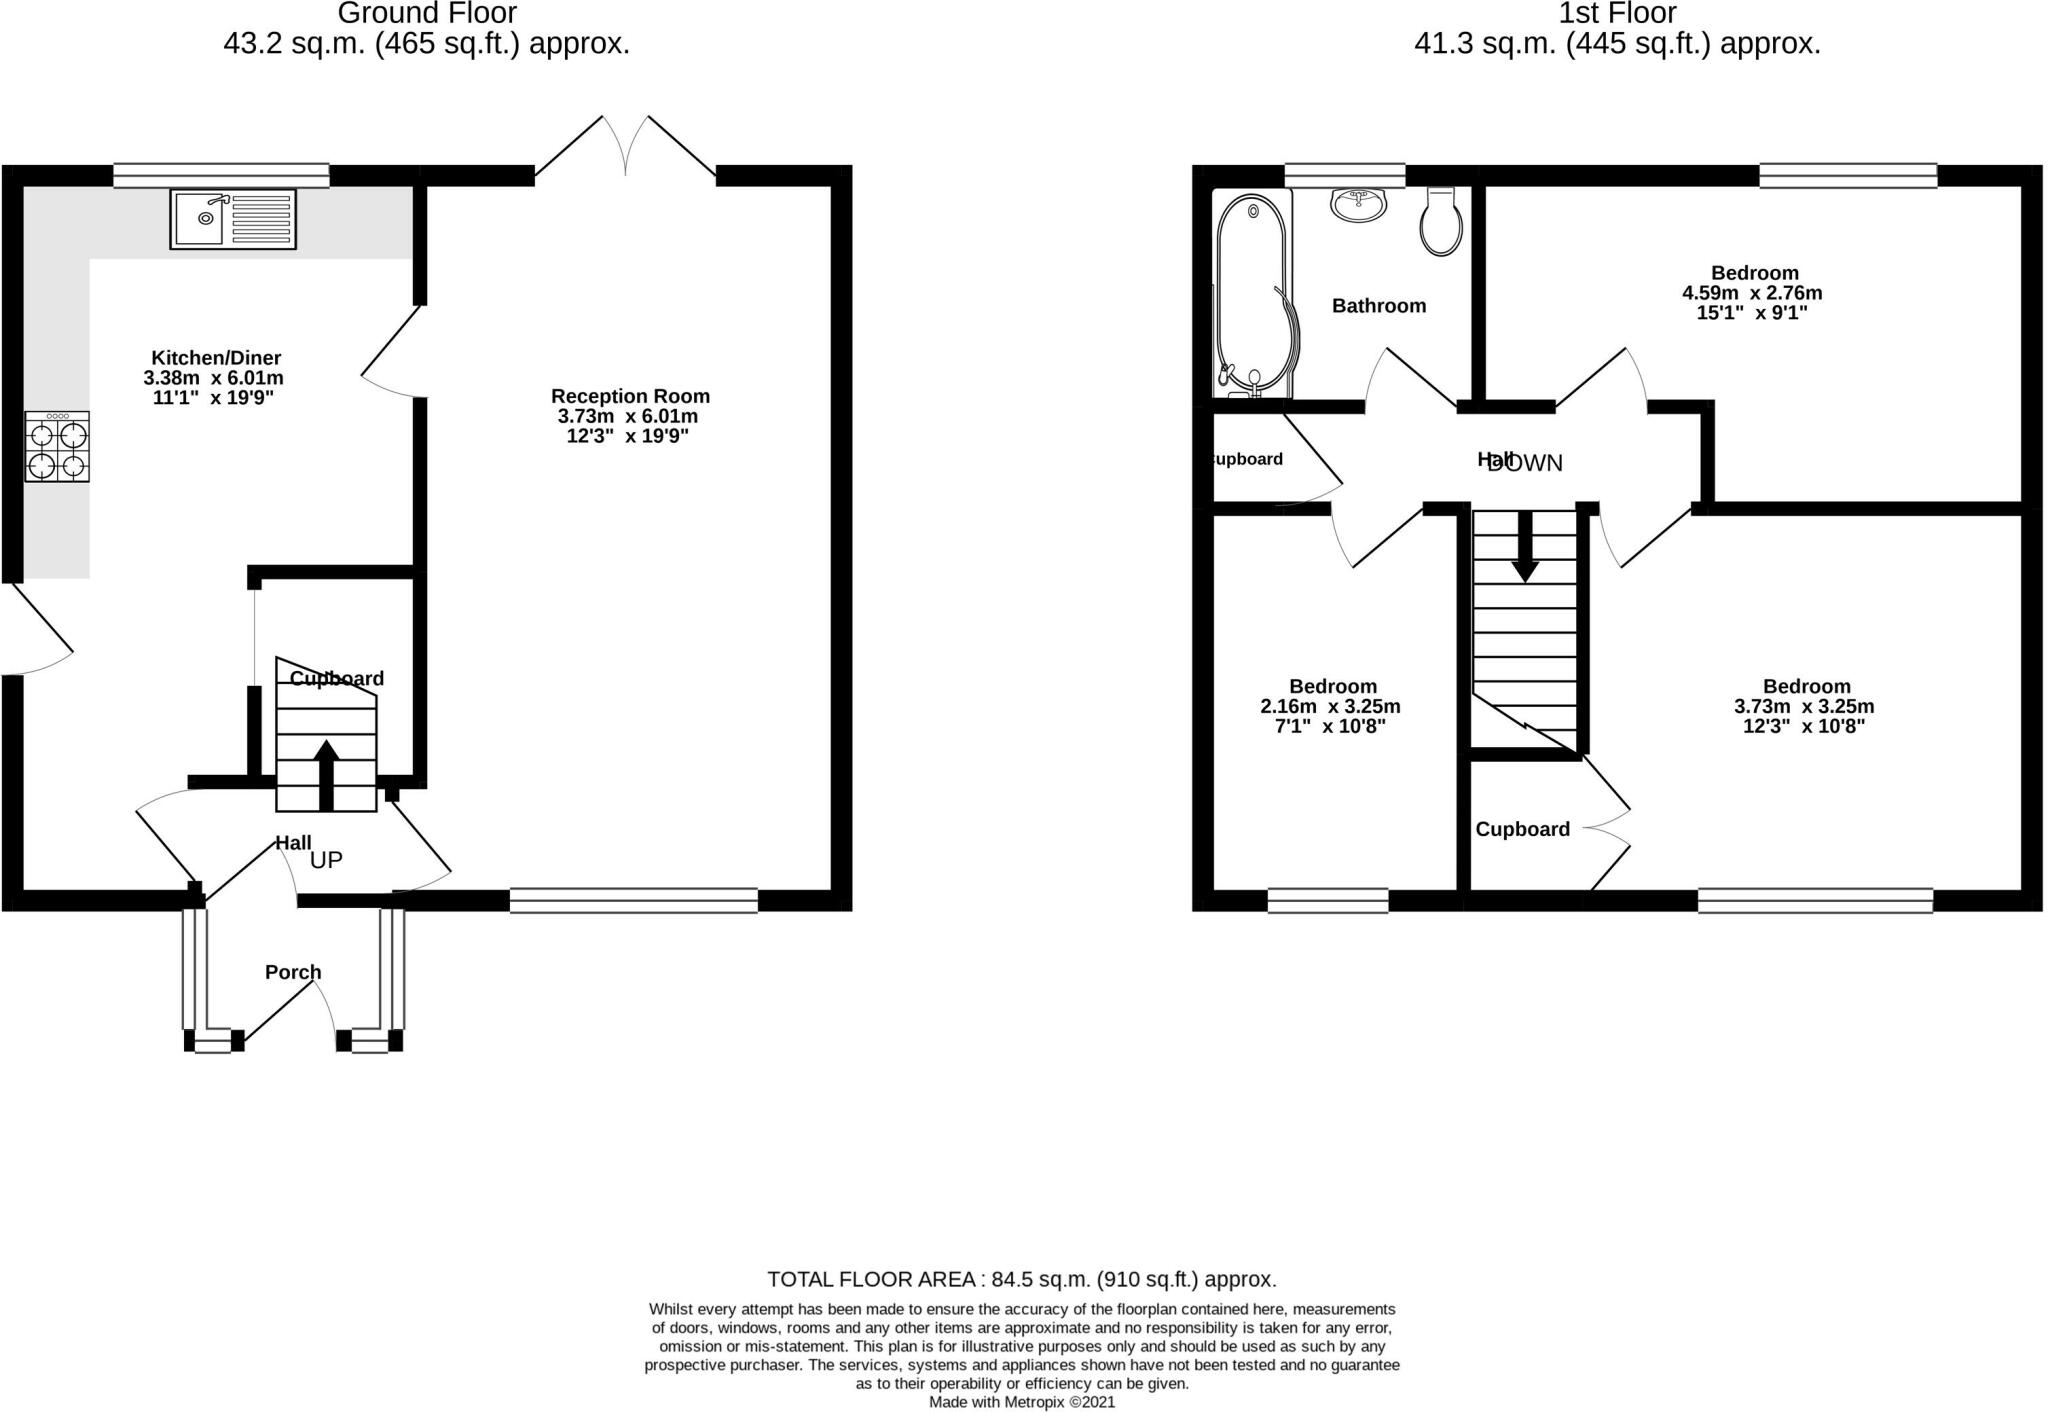 Ground Floor
43.2 sq.m. (465 sq.ft.) approx.
Kitchen/Diner
3.38m x 6.01m
11'1" x 19'9"
Reception Room
3.73m x 6.01m
12'3" x 19'9"
Cupboard
Hall
UP
Porch
1st Floor
41.3 sq.m. (445 sq.ft.) approx.
Bathroom
Bedroom
4.59m x 2.76m
15'1" x 9'1"
Cupboard
Hall
DOWN
Bedroom
2.16m x 3.25m
7'1" x 10'8"
Bedroom
3.73m x 3.25m
12'3" x 10'8"
Cupboard
TOTAL FLOOR AREA : 84.5 sq.m. (910 sq.ft.) approx.
Whilst every attempt has been made to ensure the accuracy of the floorplan contained here, measurements
of doors, windows, rooms and any other items are approximate and no responsibility is taken for any error,
omission or mis-statement. This plan is for illustrative purposes only and should be used as such by any
prospective purchaser. The services, systems and appliances shown have not been tested and no guarantee
as to their operability or efficiency can be given.
Made with Metropix ©2021